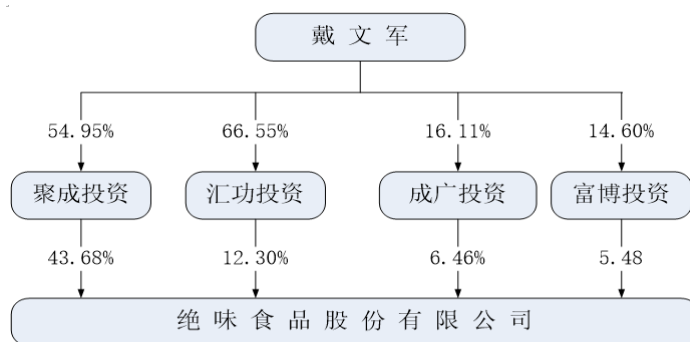 戴 文 军
54.95% 66.55% 16.11% 14.60%
聚成投资 汇功投资 成广投资 富博投资
43.68% 12.30% 6.46% 5.48
绝 味 食 品 股 份 有 限 公 司